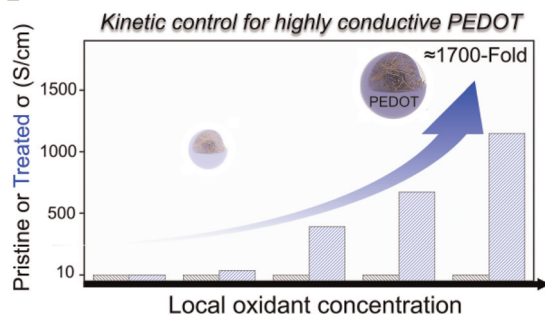 Kinetic control for highly conductive PEDOT
≈1700-Fold
PEDOT
Pristine or Treated σ (S/cm)
1500
1000
500
10
Local oxidant concentration